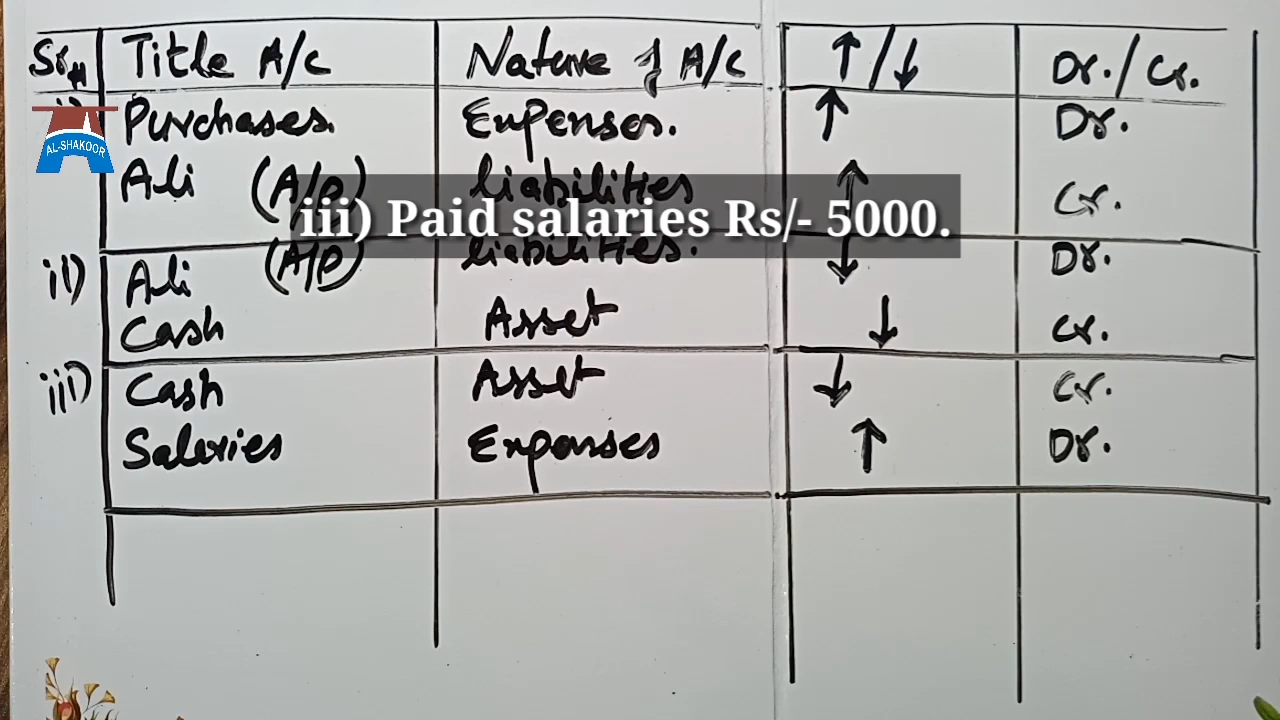 Sr# Title A/c Nature of A/c ↑/↓ Dr./Cr.
i) Purchases. Expenses. ↑ Dr.
AL-SHAKOOR
Ali (A/P) liabilities ↑ Cr.
iii) Paid salaries Rs/- 5000.
ii) Ali (A/P) liabilities. ↓ Dr.
Cash Asset ↓ Cr.
iii) Cash Asset ↓ Cr.
Salaries Expenses ↑ Dr.